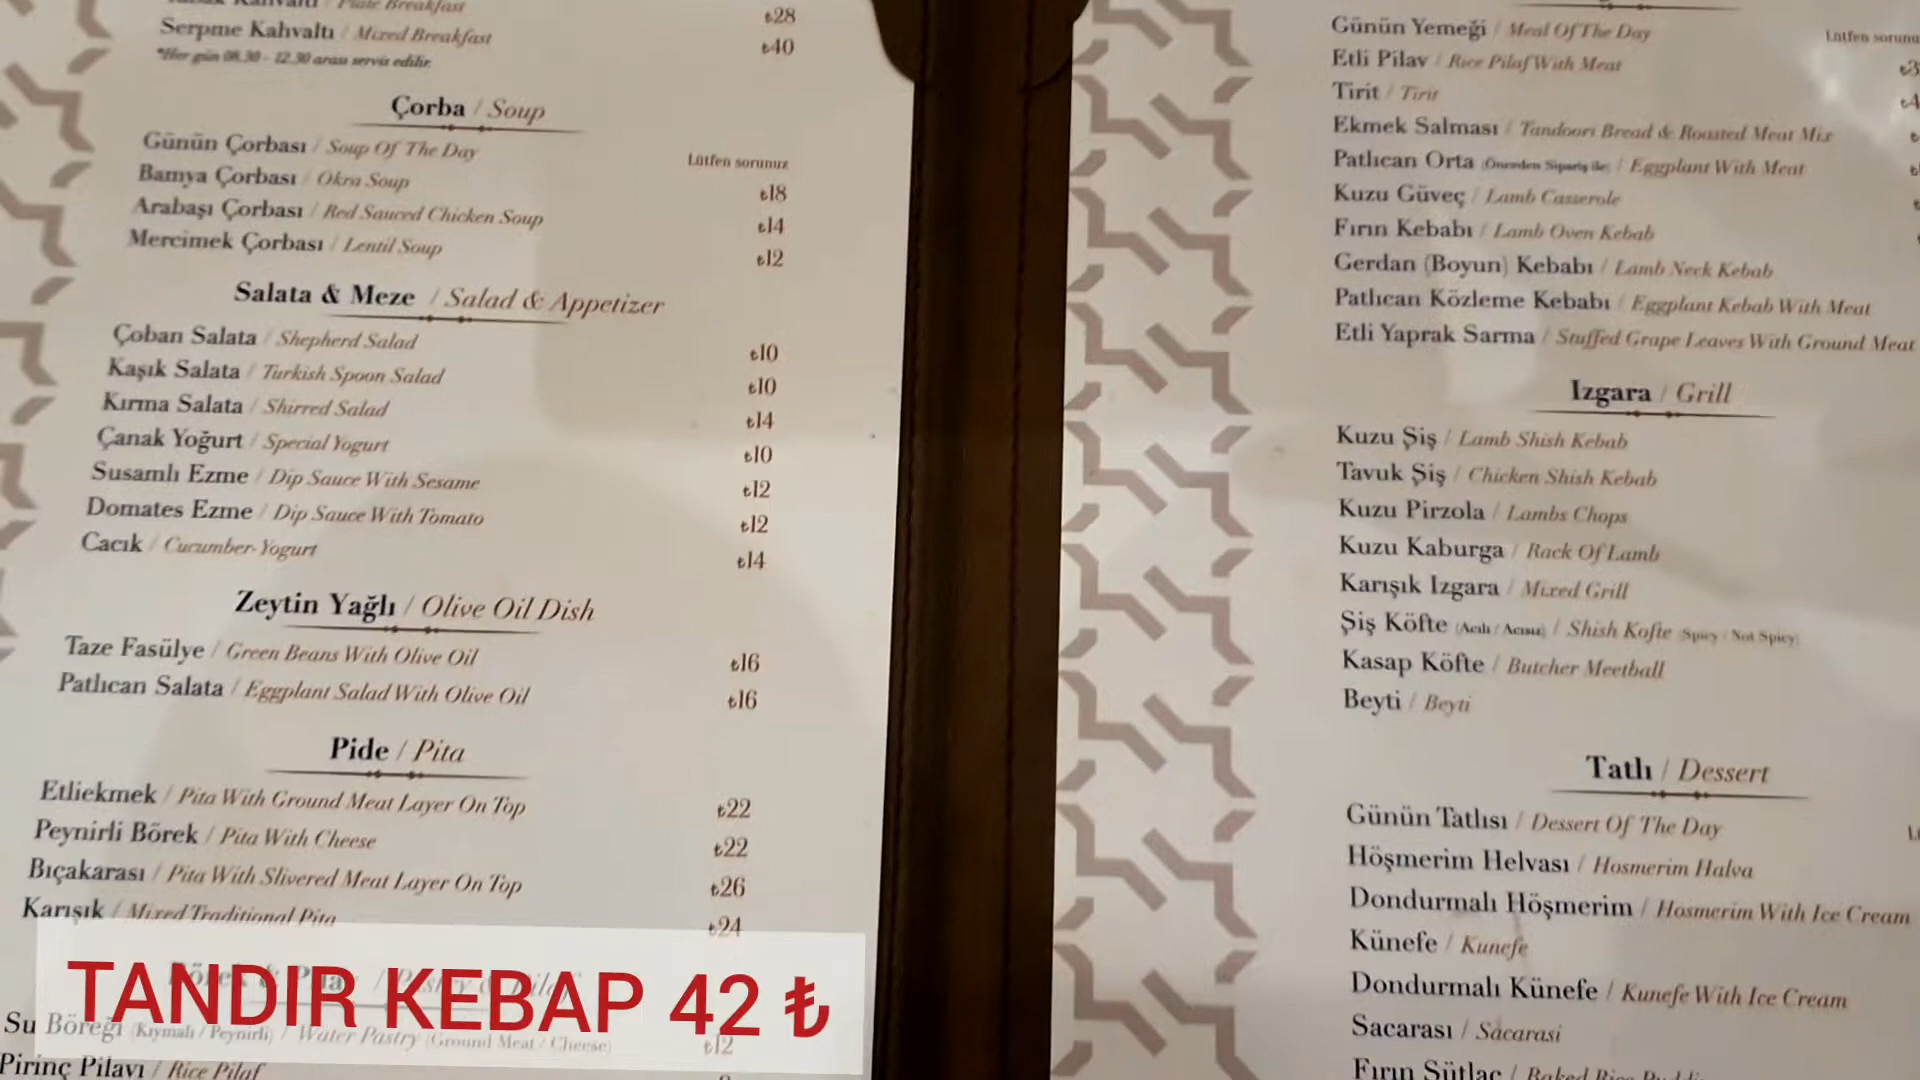 Plate Breakfast ₺28
Serpme Kahvaltı / Mixed Breakfast ₺40
*Her gün 08.30 - 12.30 arası servis edilir.
Çorba / Soup
Günün Çorbası / Soup Of The Day Lütfen sorunuz
Bamya Çorbası / Okra Soup ₺18
Arabaşı Çorbası / Red Sauced Chicken Soup ₺14
Mercimek Çorbası / Lentil Soup ₺12
Salata & Meze / Salad & Appetizer
Çoban Salata / Shepherd Salad ₺10
Kaşık Salata / Turkish Spoon Salad ₺10
Kırma Salata / Shirred Salad ₺14
Çanak Yoğurt / Special Yogurt ₺10
Susamlı Ezme / Dip Sauce With Sesame ₺12
Domates Ezme / Dip Sauce With Tomato ₺12
Cacık / Cucumber-Yogurt ₺14
Zeytin Yağlı / Olive Oil Dish
Taze Fasülye / Green Beans With Olive Oil ₺16
Patlıcan Salata / Eggplant Salad With Olive Oil ₺16
Pide / Pita
Etliekmek / Pita With Ground Meat Layer On Top ₺22
Peynirli Börek / Pita With Cheese ₺22
Bıçakarası / Pita With Slivered Meat Layer On Top ₺26
Karışık / Mixed Traditional Pita ₺24
TANDIR KEBAP 42 ₺
Su Böreği (Kıymalı / Peynirli) / Water Pastry (Ground Meat / Cheese) ₺12
Pirinç Pilavı / Rice Pilaf
Günün Yemeği / Meal Of The Day Lütfen
Etli Pilav / Rice Pilaf With Meat
Tirit / Tirit
Ekmek Salması / Tandoori Bread & Roasted Meat Mix
Patlıcan Orta (Önceden Sipariş ile) / Eggplant With Meat
Kuzu Güveç / Lamb Casserole
Fırın Kebabı / Lamb Oven Kebab
Gerdan (Boyun) Kebabı / Lamb Neck Kebab
Patlıcan Közleme Kebabı / Eggplant Kebab With Meat
Etli Yaprak Sarma / Stuffed Grape Leaves With Ground Meat
Izgara / Grill
Kuzu Şiş / Lamb Shish Kebab
Tavuk Şiş / Chicken Shish Kebab
Kuzu Pirzola / Lambs Chops
Kuzu Kaburga / Rack Of Lamb
Karışık Izgara / Mixed Grill
Şiş Köfte (Acılı / Acısız) / Shish Kofte (Spicy / Not Spicy)
Kasap Köfte / Butcher Meetball
Beyti / Beyti
Tatlı / Dessert
Günün Tatlısı / Dessert Of The Day
Höşmerim Helvası / Hosmerim Halva
Dondurmalı Höşmerim / Hosmerim With Ice Cream
Künefe / Kunefe
Dondurmalı Künefe / Kunefe With Ice Cream
Sacarası / Sacarasi
Fırın Sütlaç / Baked Rice